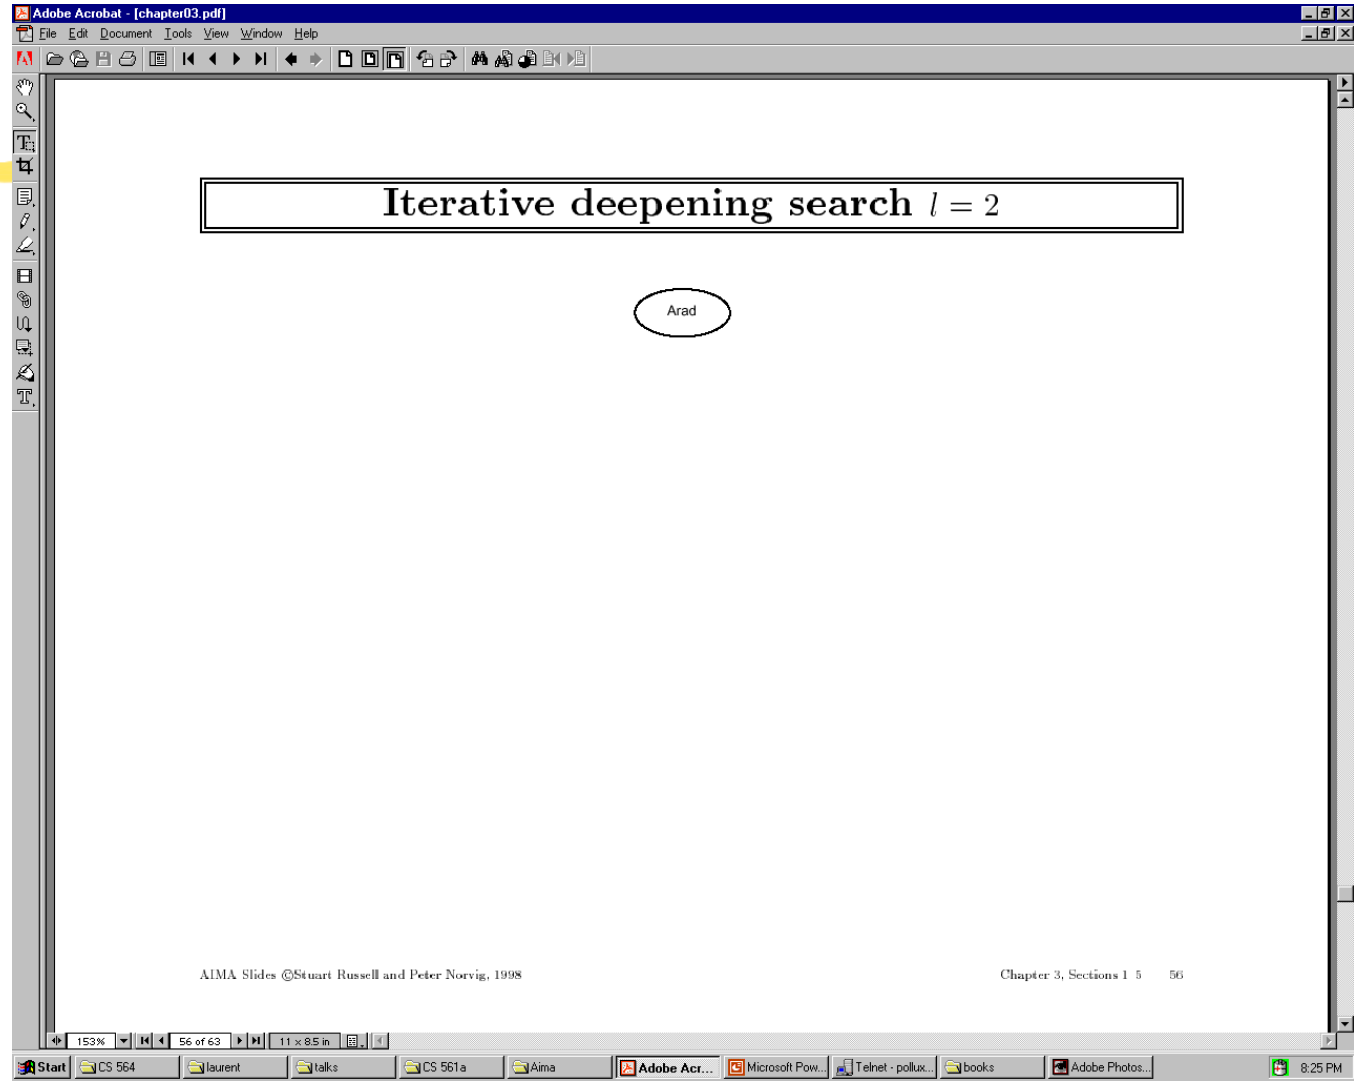 Adobe Acrobat - [chapter03.pdf]
File Edit Document Tools View Window Help
Iterative deepening search l = 2
Arad
AIMA Slides ©Stuart Russell and Peter Norvig, 1998
Chapter 3, Sections 1 5 56
153% 56 of 63 11 x 8.5 in
Start CS 564 laurent talks CS 561a Aima Adobe Acr... Microsoft Pow... Telnet - pollux... books Adobe Photos... 8:25 PM